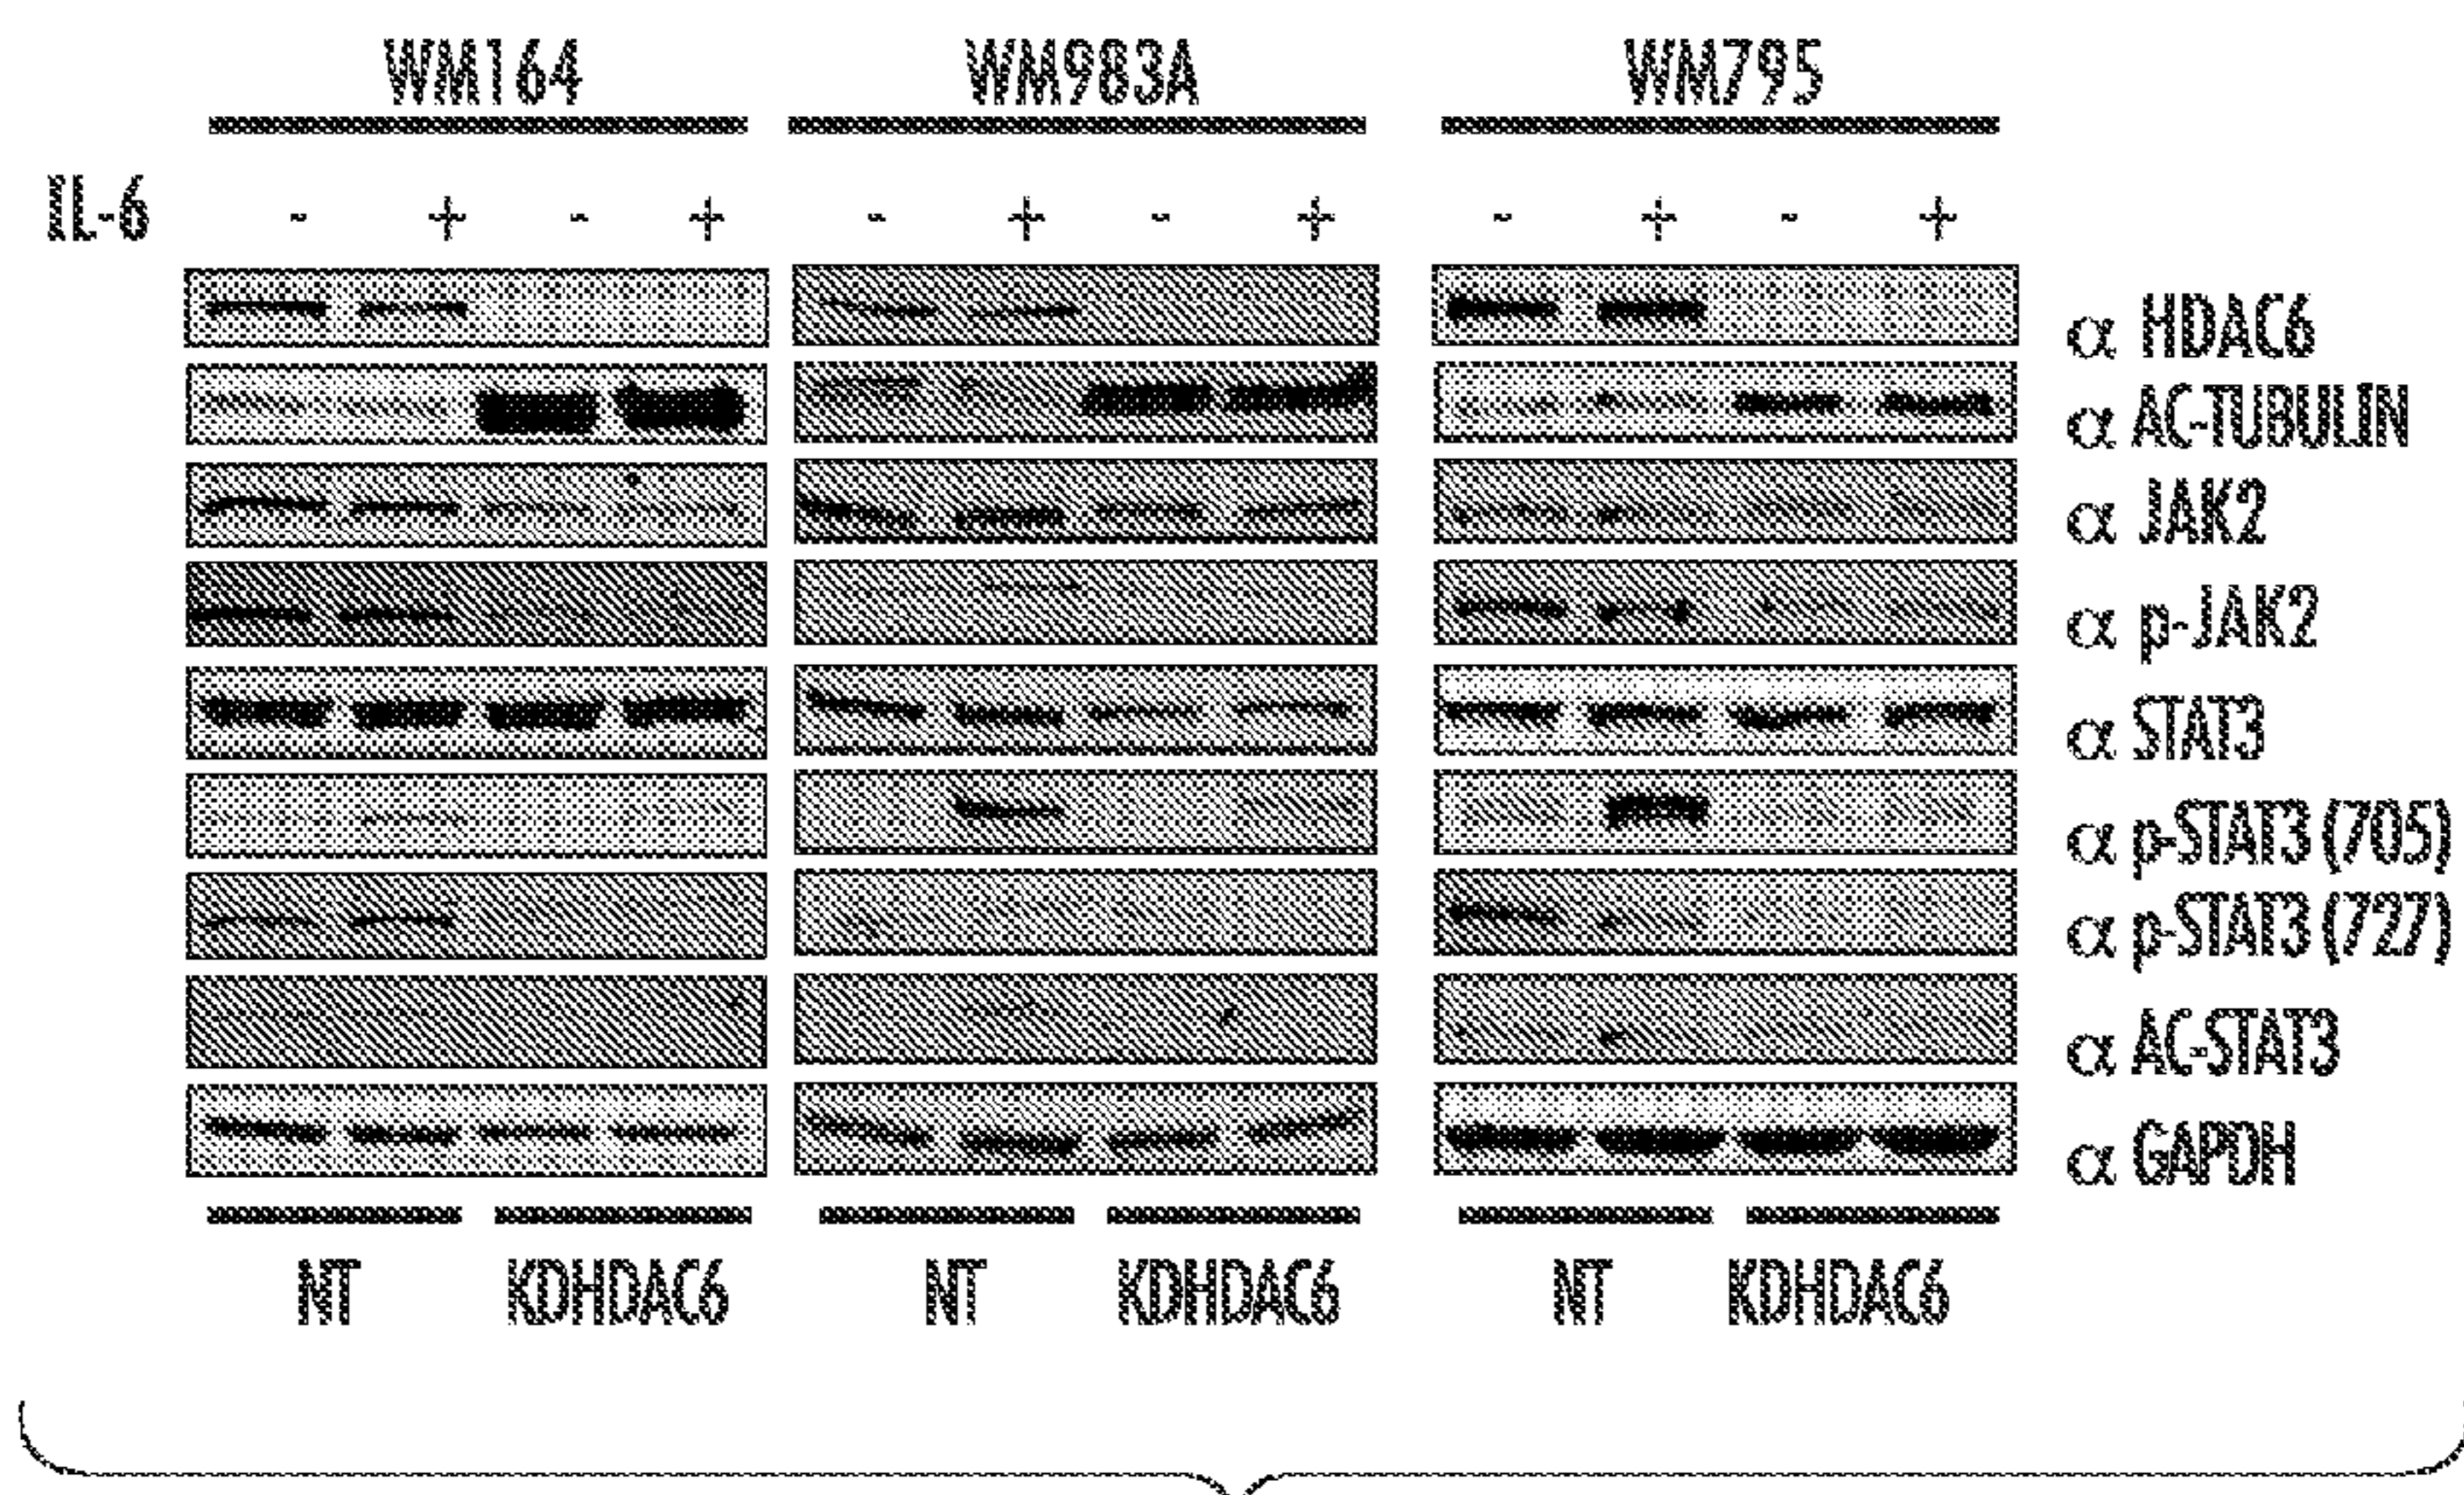 WM164 WM983A WM795
IL-6 - + - + - + - + - + - +
α HDAC6
α AC-TUBULIN
α JAK2
α p-JAK2
α STAT3
α p-STAT3 (705)
α p-STAT3 (727)
α AC-STAT3
α GAPDH
NT KDHDAC6 NT KDHDAC6 NT KDHDAC6